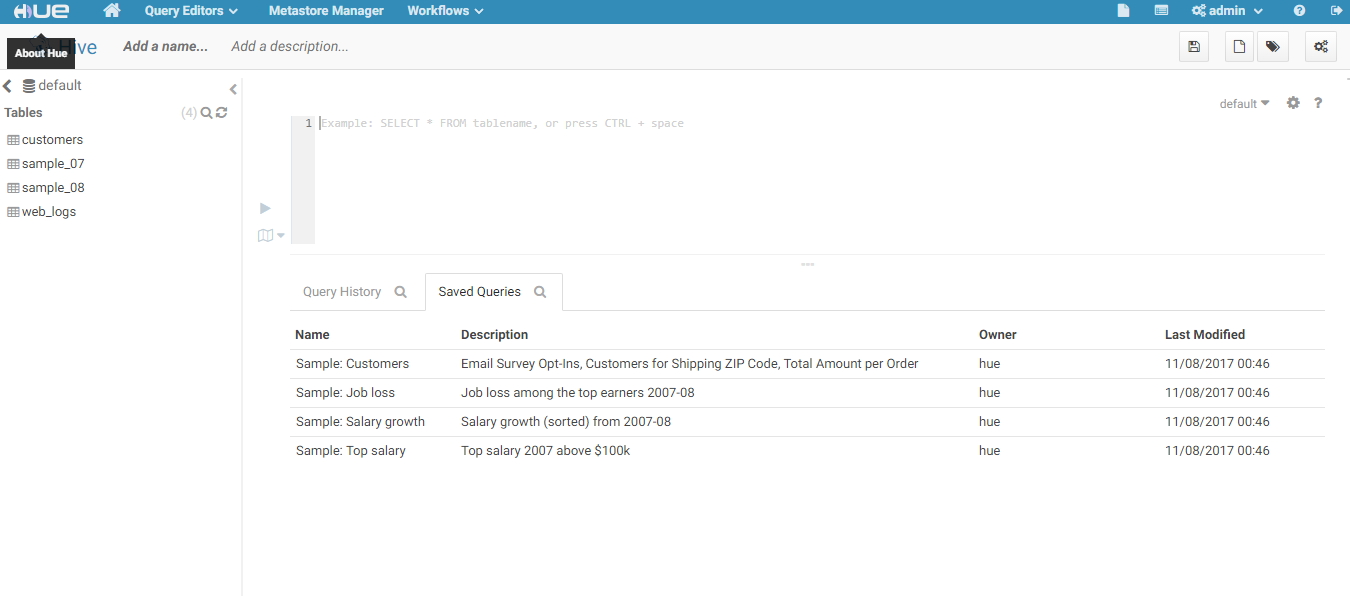 HUE Query Editors Metastore Manager Workflows admin
About Hue Hive Add a name... Add a description...
default
Tables (4)
customers
sample_07
sample_08
web_logs
default ?
1 Example: SELECT * FROM tablename, or press CTRL + space
Query History Saved Queries
Name Description Owner Last Modified
Sample: Customers Email Survey Opt-Ins, Customers for Shipping ZIP Code, Total Amount per Order hue 11/08/2017 00:46
Sample: Job loss Job loss among the top earners 2007-08 hue 11/08/2017 00:46
Sample: Salary growth Salary growth (sorted) from 2007-08 hue 11/08/2017 00:46
Sample: Top salary Top salary 2007 above $100k hue 11/08/2017 00:46